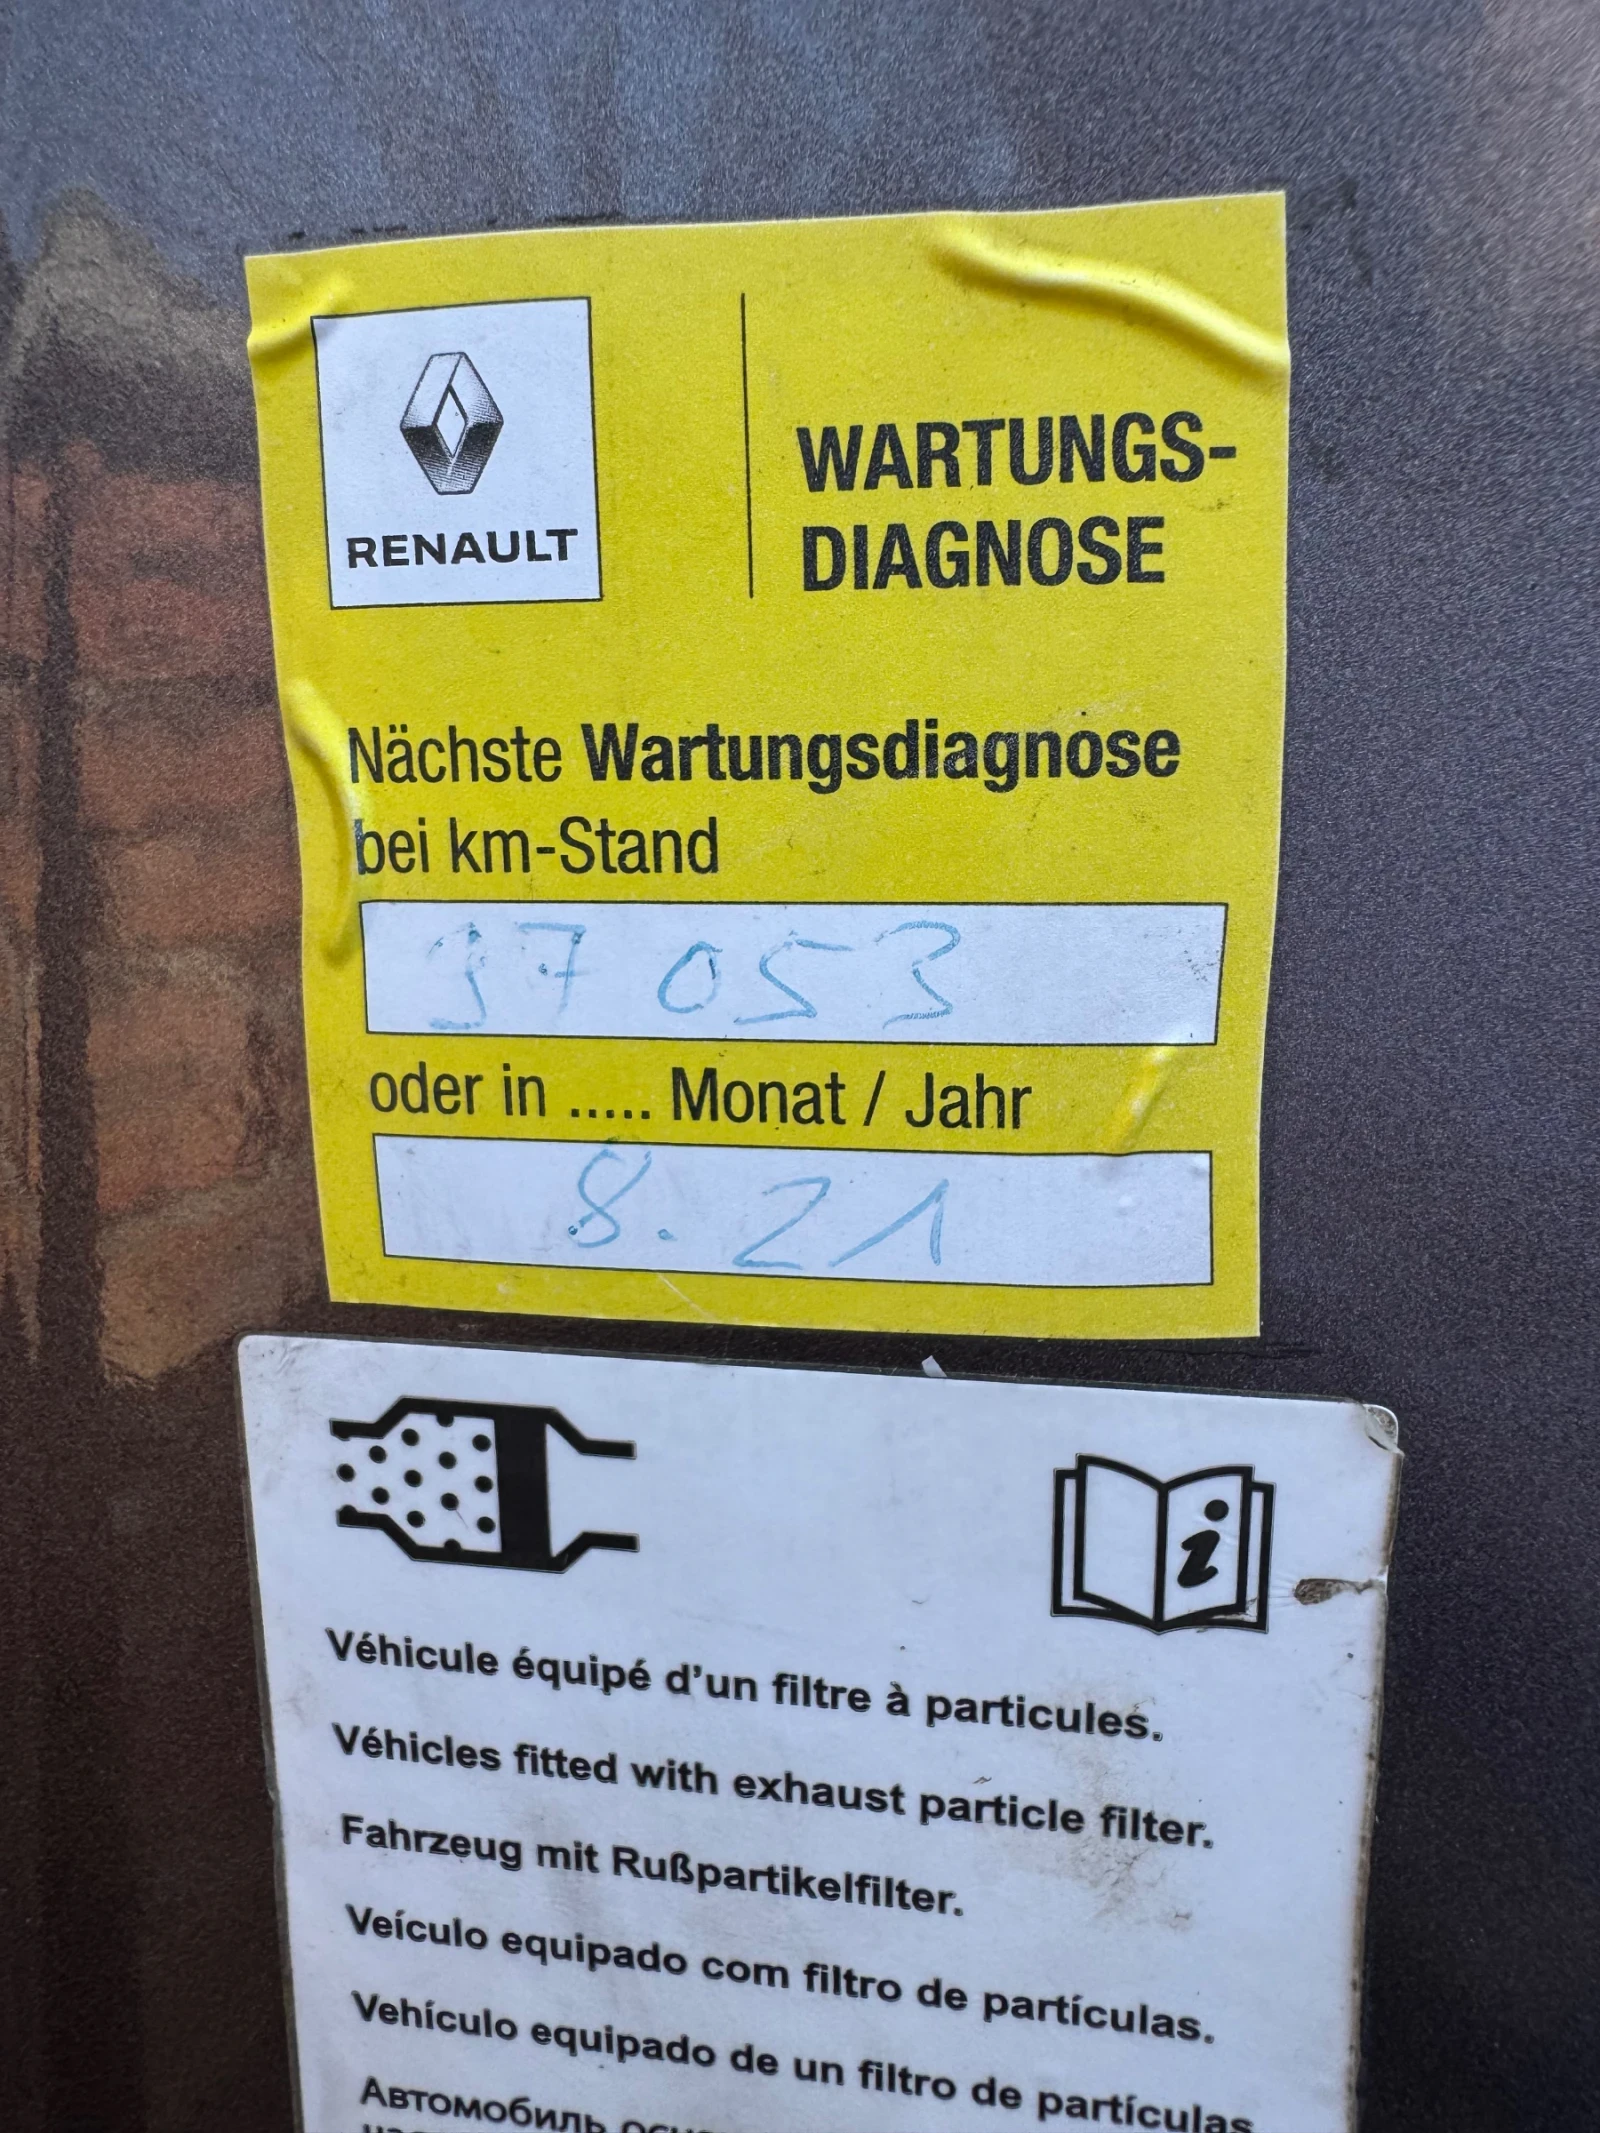 RENAULT
WARTUNGS-
DIAGNOSE
Nächste Wartungsdiagnose
bei km-Stand
37 053
oder in ..... Monat / Jahr
8. 21
i
Véhicule équipé d'un filtre à particules.
Véhicles fitted with exhaust particle filter.
Fahrzeug mit Rußpartikelfilter.
Veículo equipado com filtro de partículas.
Vehículo equipado de un filtro de partículas
Автомобиль